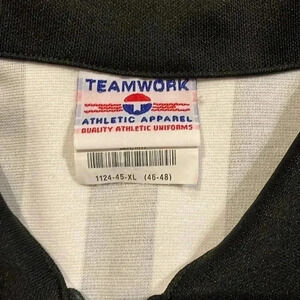 TEAMWORK
ATHLETIC APPAREL
QUALITY ATHLETIC UNIFORMS
1124-45-XL (46-48)